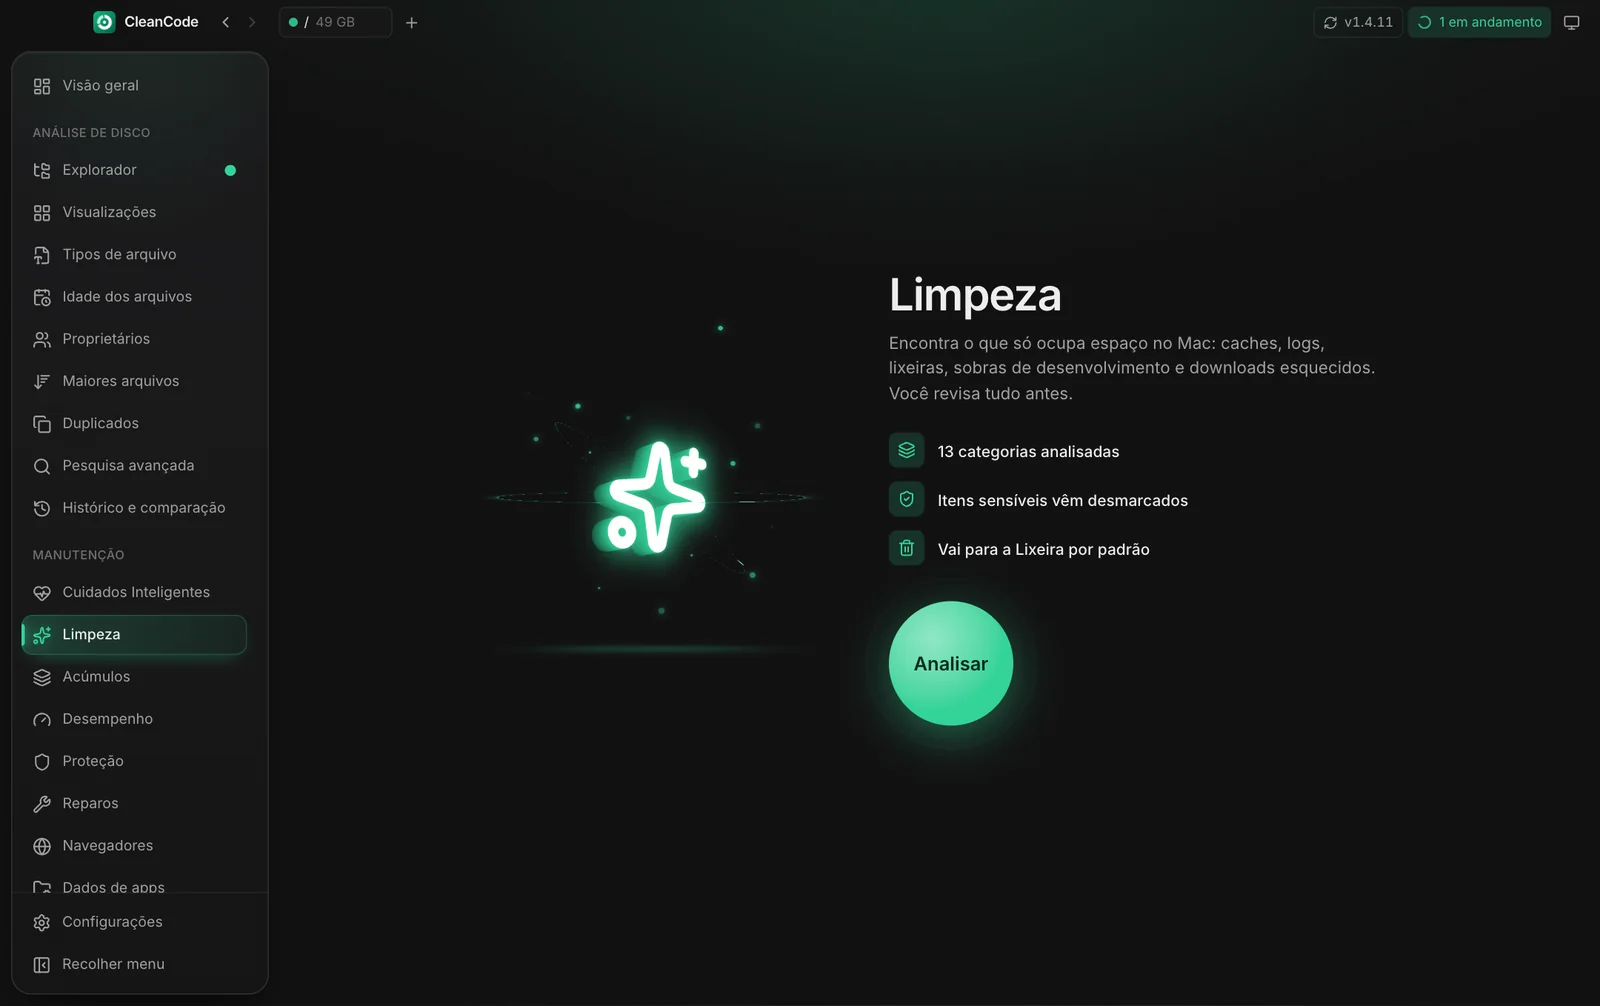 CleanCode
/ 49 GB
v1.4.11
1 em andamento
Visão geral
ANÁLISE DE DISCO
Explorador
Visualizações
Tipos de arquivo
Idade dos arquivos
Proprietários
Maiores arquivos
Duplicados
Pesquisa avançada
Histórico e comparação
MANUTENÇÃO
Cuidados Inteligentes
Limpeza
Acúmulos
Desempenho
Proteção
Reparos
Navegadores
Dados de apps
Configurações
Recolher menu
Limpeza
Encontra o que só ocupa espaço no Mac: caches, logs,
lixeiras, sobras de desenvolvimento e downloads esquecidos.
Você revisa tudo antes.
13 categorias analisadas
Itens sensíveis vêm desmarcados
Vai para a Lixeira por padrão
Analisar